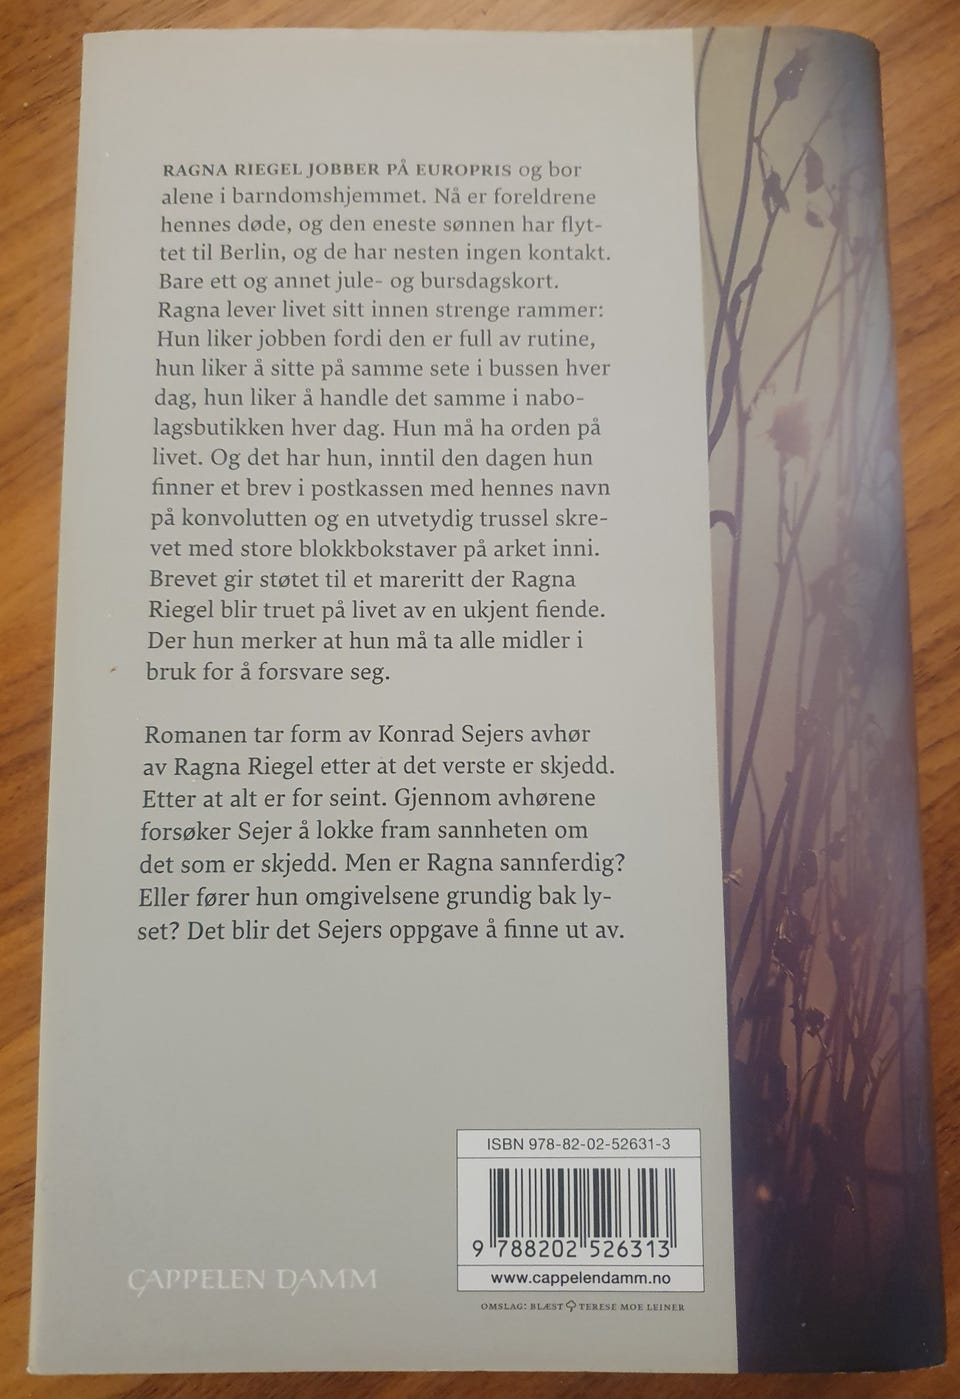 RAGNA RIEGEL JOBBER PÅ EUROPRIS og bor
alene i barndomshjemmet. Nå er foreldrene
hennes døde, og den eneste sønnen har flyt-
tet til Berlin, og de har nesten ingen kontakt.
Bare ett og annet jule- og bursdagskort.
Ragna lever livet sitt innen strenge rammer:
Hun liker jobben fordi den er full av rutine,
hun liker å sitte på samme sete i bussen hver
dag, hun liker å handle det samme i nabo-
lagsbutikken hver dag. Hun må ha orden på
livet. Og det har hun, inntil den dagen hun
finner et brev i postkassen med hennes navn
på konvolutten og en utvetydig trussel skre-
vet med store blokkbokstaver på arket inni.
Brevet gir støtet til et mareritt der Ragna
Riegel blir truet på livet av en ukjent fiende.
Der hun merker at hun må ta alle midler i
bruk for å forsvare seg.
Romanen tar form av Konrad Sejers avhør
av Ragna Riegel etter at det verste er skjedd.
Etter at alt er for seint. Gjennom avhørene
forsøker Sejer å lokke fram sannheten om
det som er skjedd. Men er Ragna sannferdig?
Eller fører hun omgivelsene grundig bak ly-
set? Det blir det Sejers oppgave å finne ut av.
ISBN 978-82-02-52631-3
9 788202 526313
www.cappelendamm.no
CAPPELEN DAMM
OMSLAG: BLÆST TERESE MOE LEINER